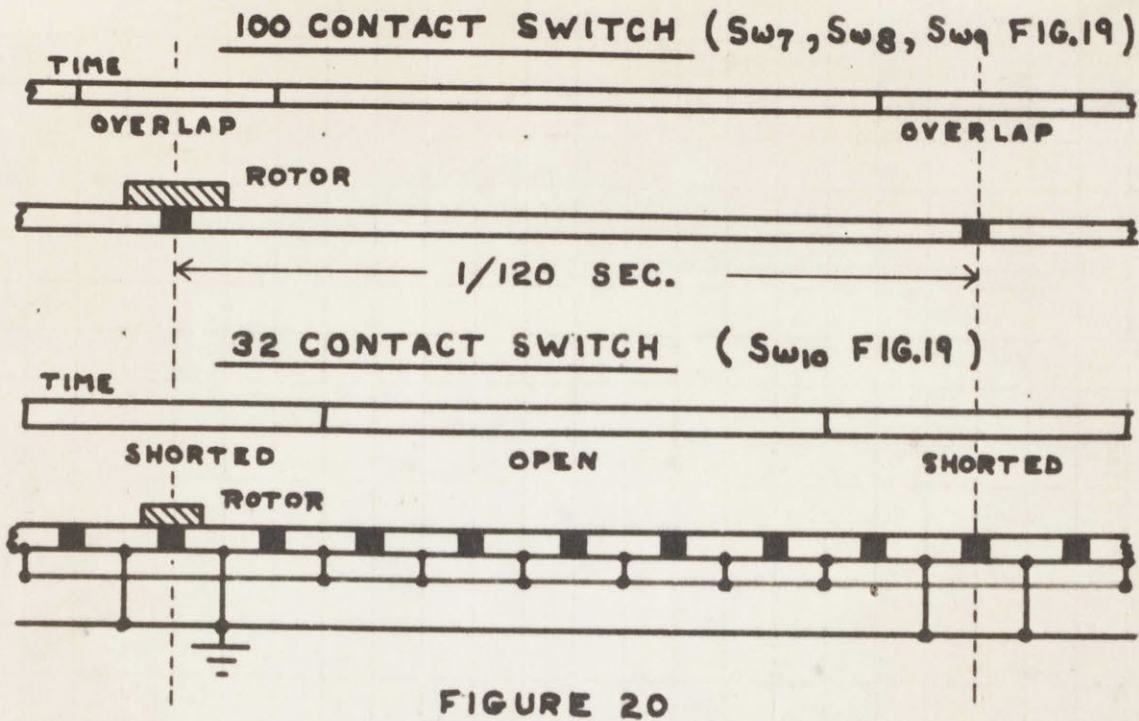 100 CONTACT SWITCH (Sw7, Sw8, Sw9 FIG.19)
TIME
OVERLAP OVERLAP
ROTOR
1/120 SEC.
32 CONTACT SWITCH (Sw10 FIG.19)
TIME
SHORTED OPEN SHORTED
ROTOR
FIGURE 20